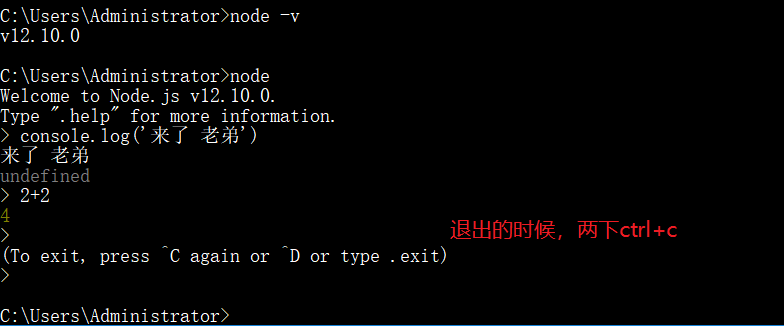 C:\Users\Administrator>node -v
v12.10.0
C:\Users\Administrator>node
Welcome to Node.js v12.10.0.
Type ".help" for more information.
> console.log('来了 老弟')
来了 老弟
undefined
> 2+2
4
>
(To exit, press ^C again or ^D or type .exit)
>
退出的时候，两下ctrl+c
C:\Users\Administrator>